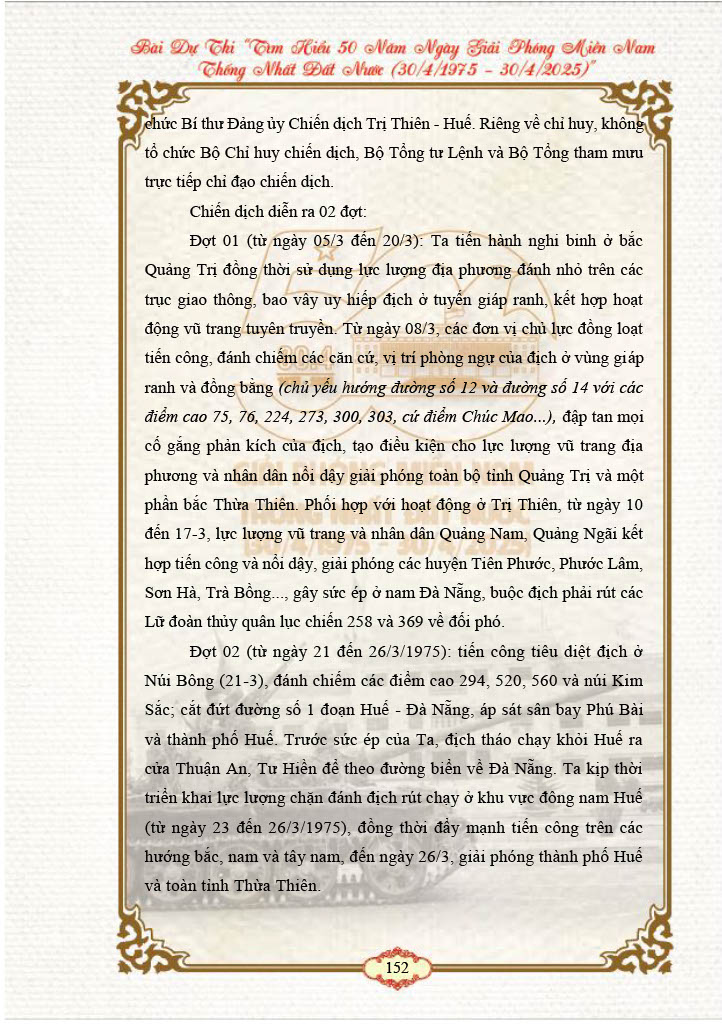 Bài Dự Thi "Tìm Hiểu 50 Năm Ngày Giải Phóng Miền Nam
Thống Nhất Đất Nước (30/4/1975 - 30/4/2025)"
chức Bí thư Đảng ủy Chiến dịch Trị Thiên - Huế. Riêng về chỉ huy, không
tổ chức Bộ Chỉ huy chiến dịch, Bộ Tổng tư Lệnh và Bộ Tổng tham mưu
trực tiếp chỉ đạo chiến dịch.
Chiến dịch diễn ra 02 đợt:
Đợt 01 (từ ngày 05/3 đến 20/3): Ta tiến hành nghi binh ở bắc
Quảng Trị đồng thời sử dụng lực lượng địa phương đánh nhỏ trên các
trục giao thông, bao vây uy hiếp địch ở tuyến giáp ranh, kết hợp hoạt
động vũ trang tuyên truyền. Từ ngày 08/3, các đơn vị chủ lực đồng loạt
tiến công, đánh chiếm các căn cứ, vị trí phòng ngự của địch ở vùng giáp
ranh và đồng bằng (chủ yếu hướng đường số 12 và đường số 14 với các
điểm cao 75, 76, 224, 273, 300, 303, cứ điểm Chúc Mao...), đập tan mọi
cố gắng phản kích của địch, tạo điều kiện cho lực lượng vũ trang địa
phương và nhân dân nổi dậy giải phóng toàn bộ tỉnh Quảng Trị và một
phần bắc Thừa Thiên. Phối hợp với hoạt động ở Trị Thiên, từ ngày 10
đến 17-3, lực lượng vũ trang và nhân dân Quảng Nam, Quảng Ngãi kết
hợp tiến công và nổi dậy, giải phóng các huyện Tiên Phước, Phước Lâm,
Sơn Hà, Trà Bồng..., gây sức ép ở nam Đà Nẵng, buộc địch phải rút các
Lữ đoàn thủy quân lục chiến 258 và 369 về đối phó.
Đợt 02 (từ ngày 21 đến 26/3/1975): tiến công tiêu diệt địch ở
Núi Bông (21-3), đánh chiếm các điểm cao 294, 520, 560 và núi Kim
Sắc; cắt đứt đường số 1 đoạn Huế - Đà Nẵng, áp sát sân bay Phú Bài
và thành phố Huế. Trước sức ép của Ta, địch tháo chạy khỏi Huế ra
cửa Thuận An, Tư Hiền để theo đường biển về Đà Nẵng. Ta kịp thời
triển khai lực lượng chặn đánh địch rút chạy ở khu vực đông nam Huế
(từ ngày 23 đến 26/3/1975), đồng thời đẩy mạnh tiến công trên các
hướng bắc, nam và tây nam, đến ngày 26/3, giải phóng thành phố Huế
và toàn tỉnh Thừa Thiên.
30.4
GIẢI PHÓNG MIỀN NAM
THỐNG NHẤT ĐẤT NƯỚC
(30/4/1975 - 30/4/2025)
152